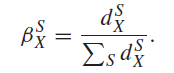 β_X^S = d_X^S / ∑_S d_X^S .